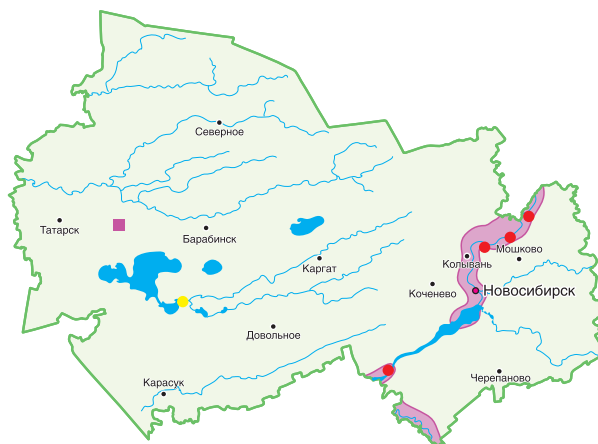 Северное
Татарск
Барабинск
Мошково
Колывань
Каргат
Коченево
Новосибирск
Довольное
Карасук
Черепаново